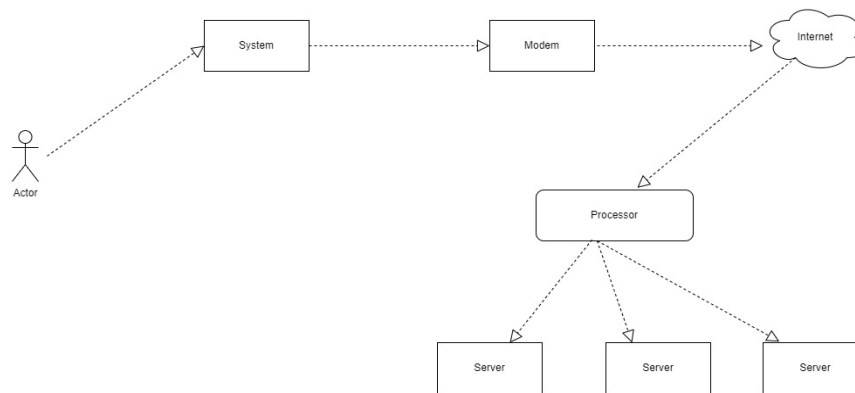 System
Modem
Internet
Actor
Processor
Server
Server
Server